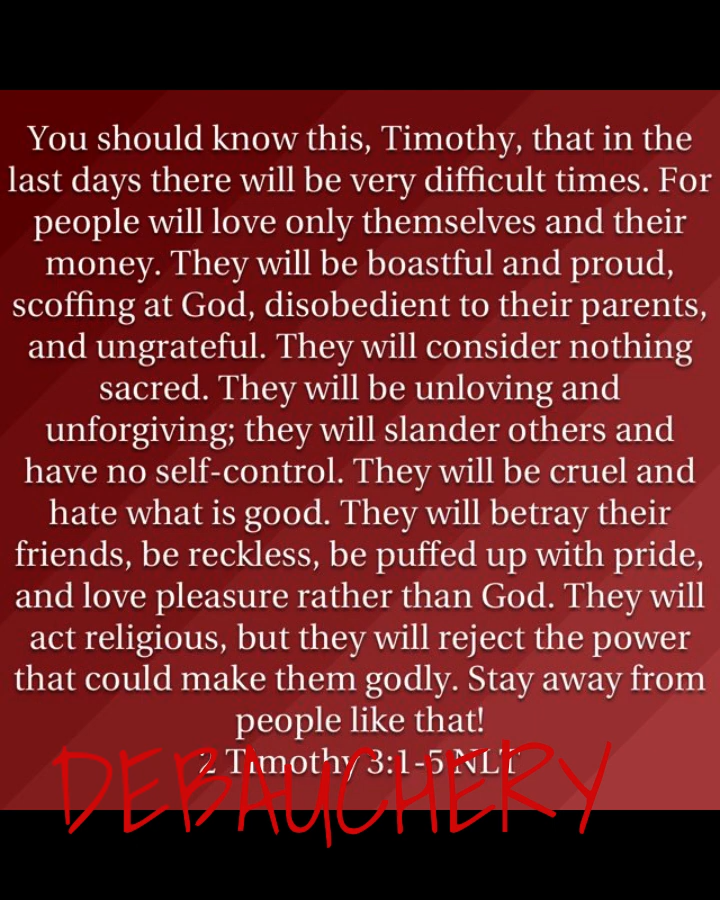 You should know this, Timothy, that in the
last days there will be very difficult times. For
people will love only themselves and their
money. They will be boastful and proud,
scoffing at God, disobedient to their parents,
and ungrateful. They will consider nothing
sacred. They will be unloving and
unforgiving; they will slander others and
have no self-control. They will be cruel and
hate what is good. They will betray their
friends, be reckless, be puffed up with pride,
and love pleasure rather than God. They will
act religious, but they will reject the power
that could make them godly. Stay away from
people like that!
2 Timothy 3:1-5 NLT
DEBAUCHERY